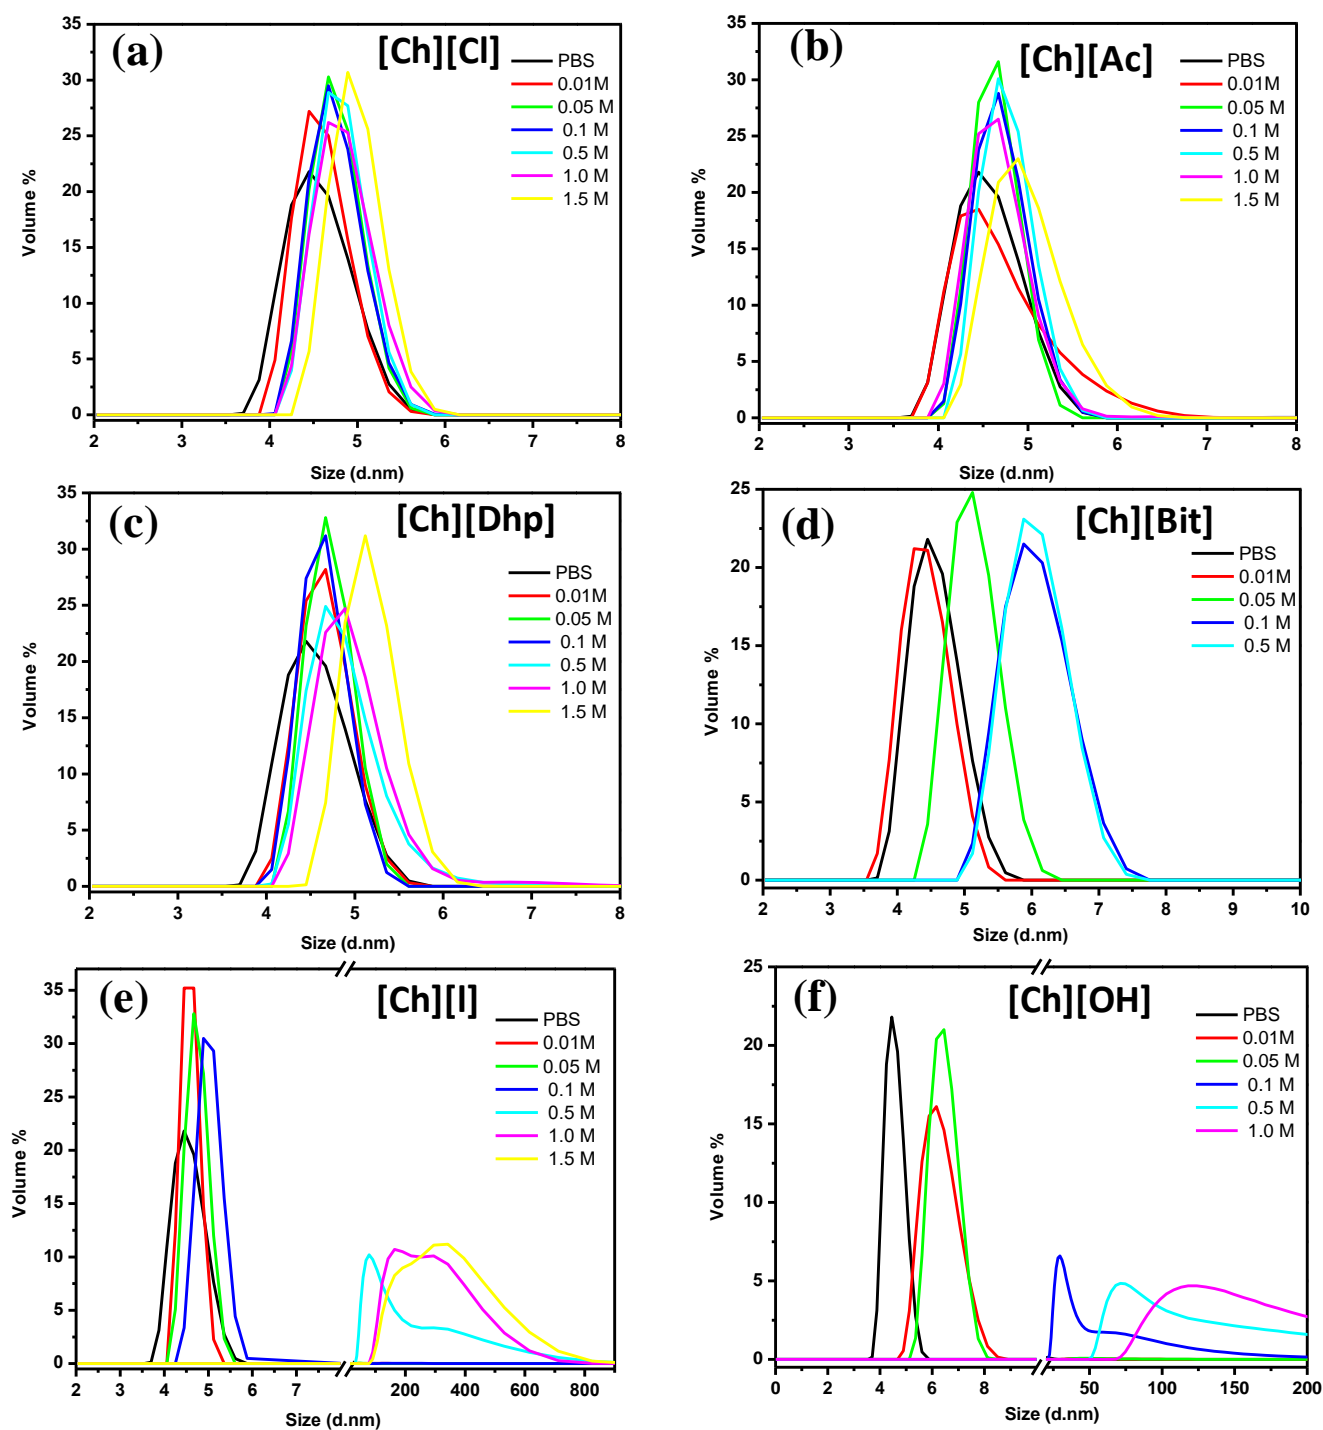 (a)
[Ch][Cl]
PBS
0.01M
0.05 M
0.1 M
0.5 M
1.0 M
1.5 M
Volume %
35
30
25
20
15
10
5
0
2 3 4 5 6 7 8
Size (d.nm)
(b)
[Ch][Ac]
PBS
0.01M
0.05 M
0.1 M
0.5 M
1.0 M
1.5 M
Volume %
35
30
25
20
15
10
5
0
2 3 4 5 6 7 8
Size (d.nm)
(c)
[Ch][Dhp]
PBS
0.01M
0.05 M
0.1 M
0.5 M
1.0 M
1.5 M
Volume %
35
30
25
20
15
10
5
0
2 3 4 5 6 7 8
Size (d.nm)
(d)
[Ch][Bit]
PBS
0.01M
0.05 M
0.1 M
0.5 M
Volume %
25
20
15
10
5
0
2 3 4 5 6 7 8 9 10
Size (d.nm)
(e)
[Ch][I]
PBS
0.01M
0.05 M
0.1 M
0.5 M
1.0 M
1.5 M
Volume %
35
30
25
20
15
10
5
0
2 3 4 5 6 7 200 400 600 800
Size (d.nm)
(f)
[Ch][OH]
PBS
0.01M
0.05 M
0.1 M
0.5 M
1.0 M
Volume %
25
20
15
10
5
0
0 2 4 6 8 50 100 150 200
Size (d.nm)